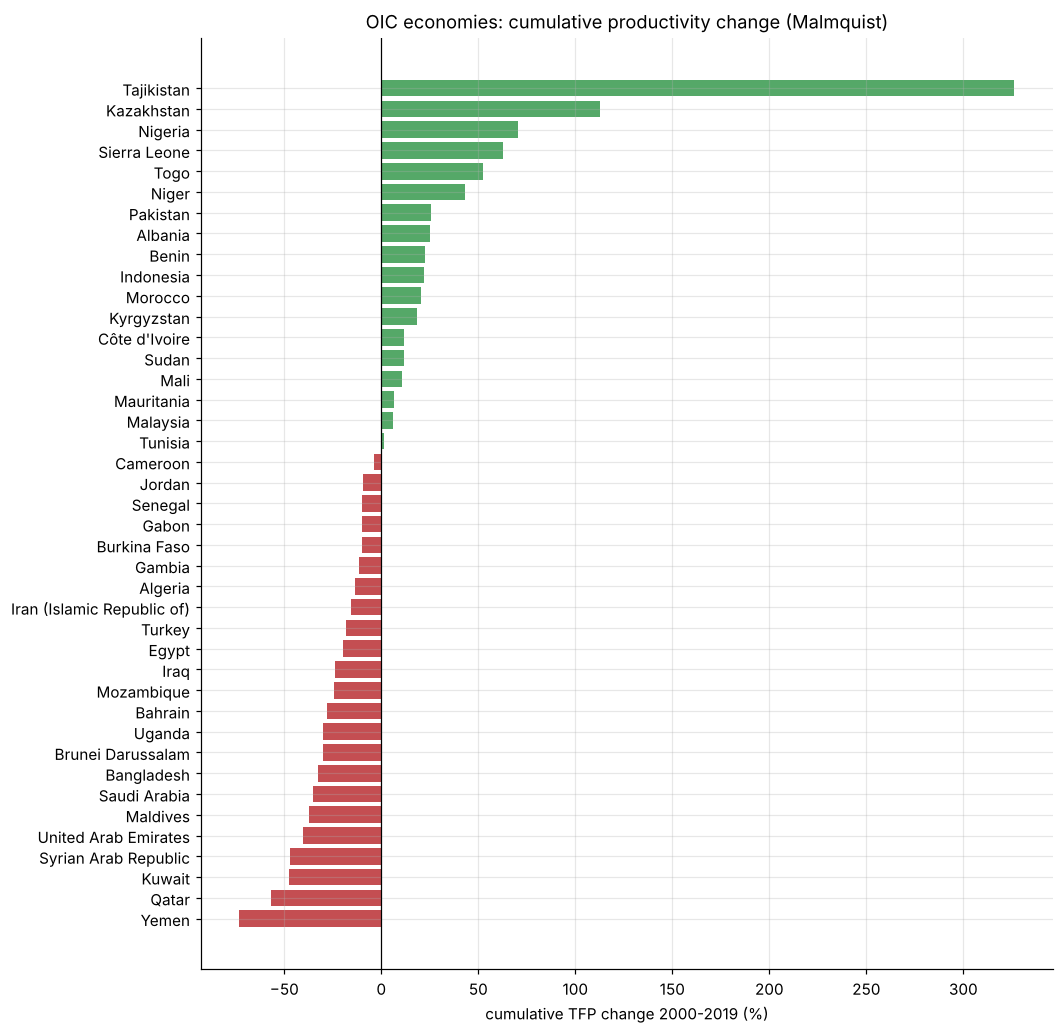 OIC economies: cumulative productivity change (Malmquist)
Tajikistan
Kazakhstan
Nigeria
Sierra Leone
Togo
Niger
Pakistan
Albania
Benin
Indonesia
Morocco
Kyrgyzstan
Côte d'Ivoire
Sudan
Mali
Mauritania
Malaysia
Tunisia
Cameroon
Jordan
Senegal
Gabon
Burkina Faso
Gambia
Algeria
Iran (Islamic Republic of)
Turkey
Egypt
Iraq
Mozambique
Bahrain
Uganda
Brunei Darussalam
Bangladesh
Saudi Arabia
Maldives
United Arab Emirates
Syrian Arab Republic
Kuwait
Qatar
Yemen
−50 0 50 100 150 200 250 300
cumulative TFP change 2000-2019 (%)